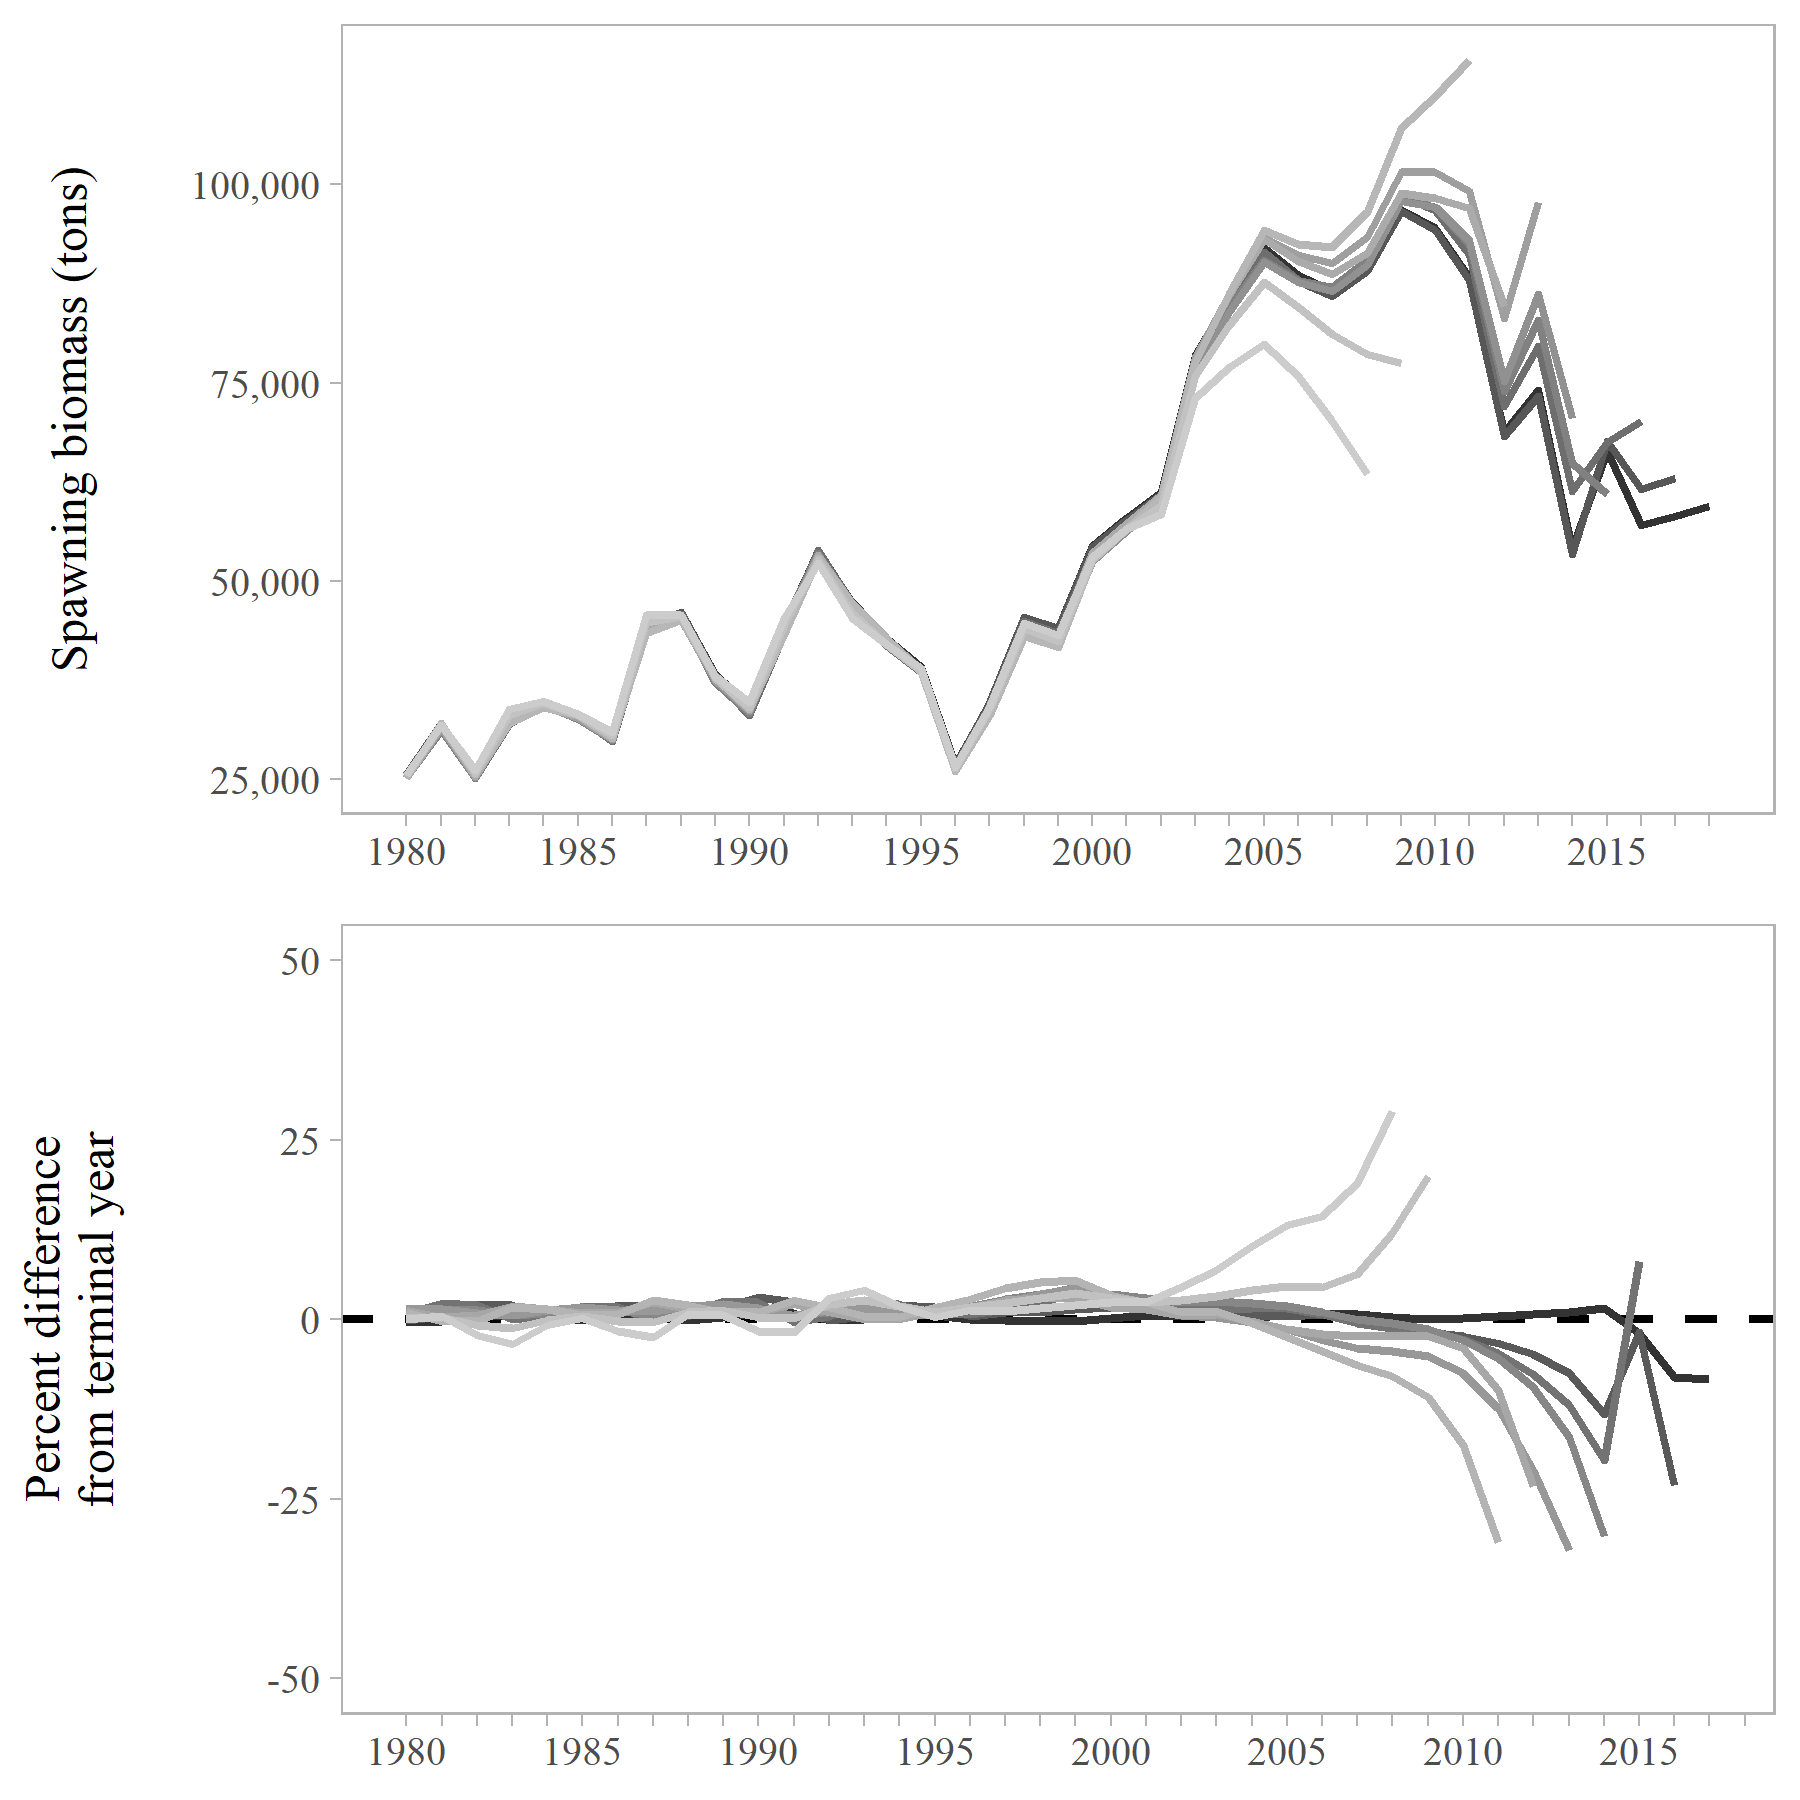 Spawning biomass (tons)
100,000
75,000
50,000
25,000
1980 1985 1990 1995 2000 2005 2010 2015
Percent difference
from terminal year
50
25
0
-25
-50
1980 1985 1990 1995 2000 2005 2010 2015